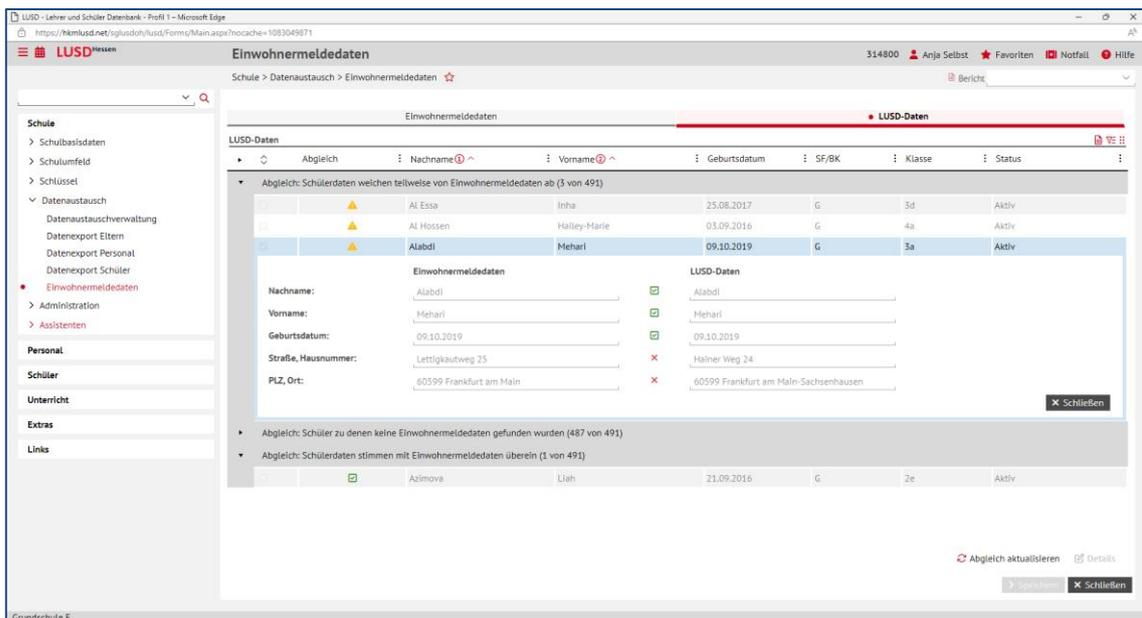 LUSD - Lehrer und Schüler Datenbank - Profil 1 – Microsoft Edge
https://hkmlusd.net/sglusdoh/lusd/Forms/Main.aspx?nocache=1083049871
LUSD Hessen
Einwohnermeldedaten
314800 Anja Selbst Favoriten Notfall Hilfe
Schule > Datenaustausch > Einwohnermeldedaten
Bericht
Schule
Schulbasisdaten
Schulumfeld
Schlüssel
Datenaustausch
Datenaustauschverwaltung
Datenexport Eltern
Datenexport Personal
Datenexport Schüler
Einwohnermeldedaten
Administration
Assistenten
Personal
Schüler
Unterricht
Extras
Links
Einwohnermeldedaten LUSD-Daten
LUSD-Daten
Abgleich Nachname 1 Vorname 2 Geburtsdatum SF/BK Klasse Status
Abgleich: Schülerdaten weichen teilweise von Einwohnermeldedaten ab (3 von 491)
Al Essa Inha 25.08.2017 G 3d Aktiv
Al Hossen Hailey-Marie 03.09.2016 G 4a Aktiv
Alabdi Mehari 09.10.2019 G 3a Aktiv
Einwohnermeldedaten LUSD-Daten
Nachname: Alabdi Alabdi
Vorname: Mehari Mehari
Geburtsdatum: 09.10.2019 09.10.2019
Straße, Hausnummer: Lettigkautweg 25 Hainer Weg 24
PLZ, Ort: 60599 Frankfurt am Main 60599 Frankfurt am Main-Sachsenhausen
Schließen
Abgleich: Schüler zu denen keine Einwohnermeldedaten gefunden wurden (487 von 491)
Abgleich: Schülerdaten stimmen mit Einwohnermeldedaten überein (1 von 491)
Azimova Liah 21.09.2016 G 2e Aktiv
Abgleich aktualisieren Details
Speichern Schließen
Grundschule F